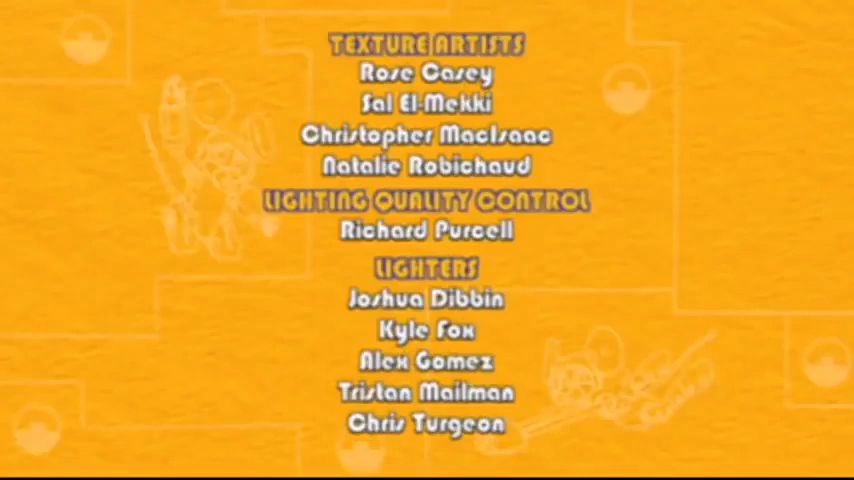 TEXTURE ARTISTS
Rose Casey
Sal El-Mekki
Christopher MacIsaac
Natalie Robichaud
LIGHTING QUALITY CONTROL
Richard Purcell
LIGHTERS
Joshua Dibbin
Kyle Fox
Alex Gomez
Tristan Mailman
Chris Turgeon